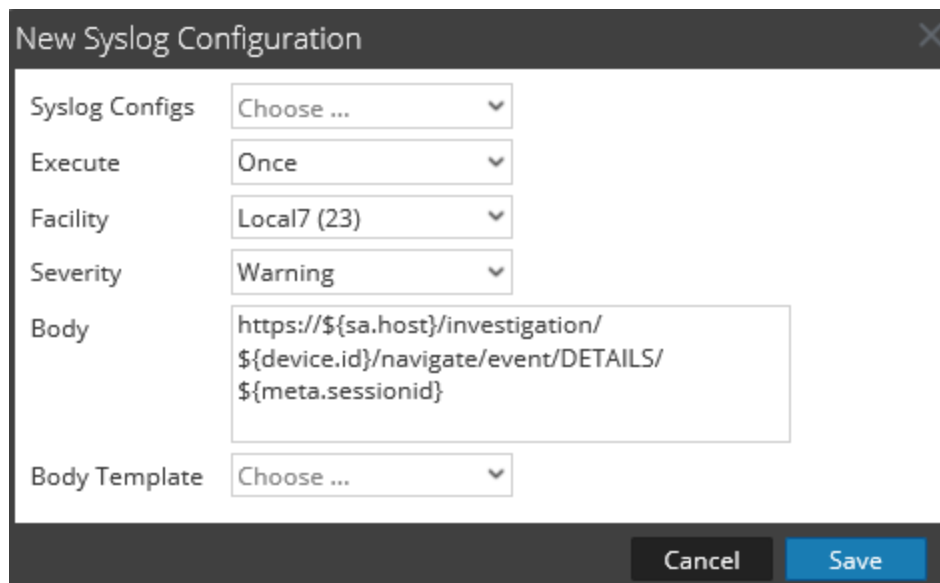 New Syslog Configuration
Syslog Configs Choose ...
Execute Once
Facility Local7 (23)
Severity Warning
Body https://${sa.host}/investigation/
${device.id}/navigate/event/DETAILS/
${meta.sessionid}
Body Template Choose ...
Cancel Save